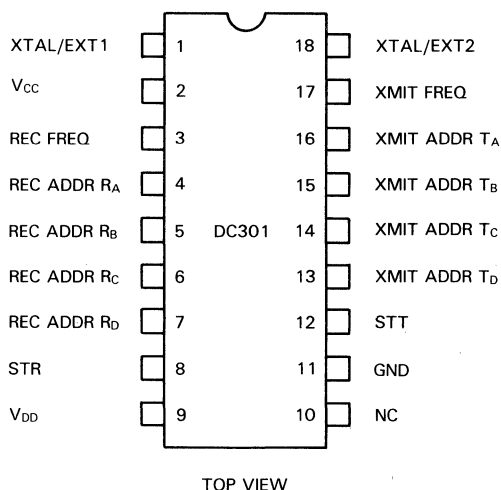 XTAL/EXT1 1 18 XTAL/EXT2
VCC 2 17 XMIT FREQ
REC FREQ 3 16 XMIT ADDR TA
REC ADDR RA 4 15 XMIT ADDR TB
REC ADDR RB 5 DC301 14 XMIT ADDR TC
REC ADDR RC 6 13 XMIT ADDR TD
REC ADDR RD 7 12 STT
STR 8 11 GND
VDD 9 10 NC
TOP VIEW